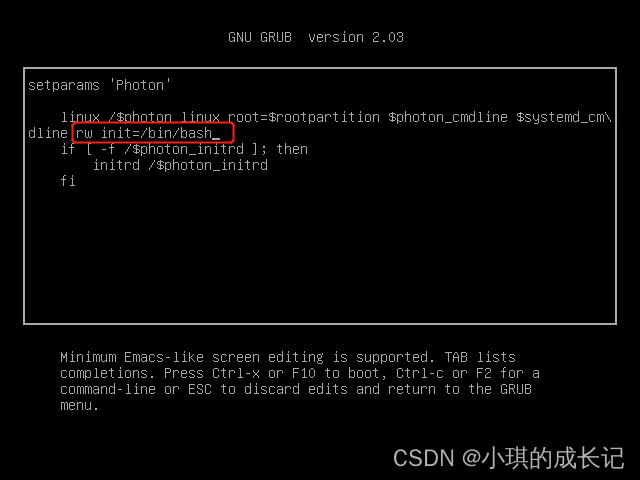 GNU GRUB  version 2.03
setparams 'Photon'
linux /$photon_linux root=$rootpartition $photon_cmdline $systemd_cm\
dline rw init=/bin/bash_
if [ -f /$photon_initrd ]; then
initrd /$photon_initrd
fi
Minimum Emacs-like screen editing is supported. TAB lists
completions. Press Ctrl-x or F10 to boot, Ctrl-c or F2 for a
command-line or ESC to discard edits and return to the GRUB
menu.
CSDN @小琪的成长记